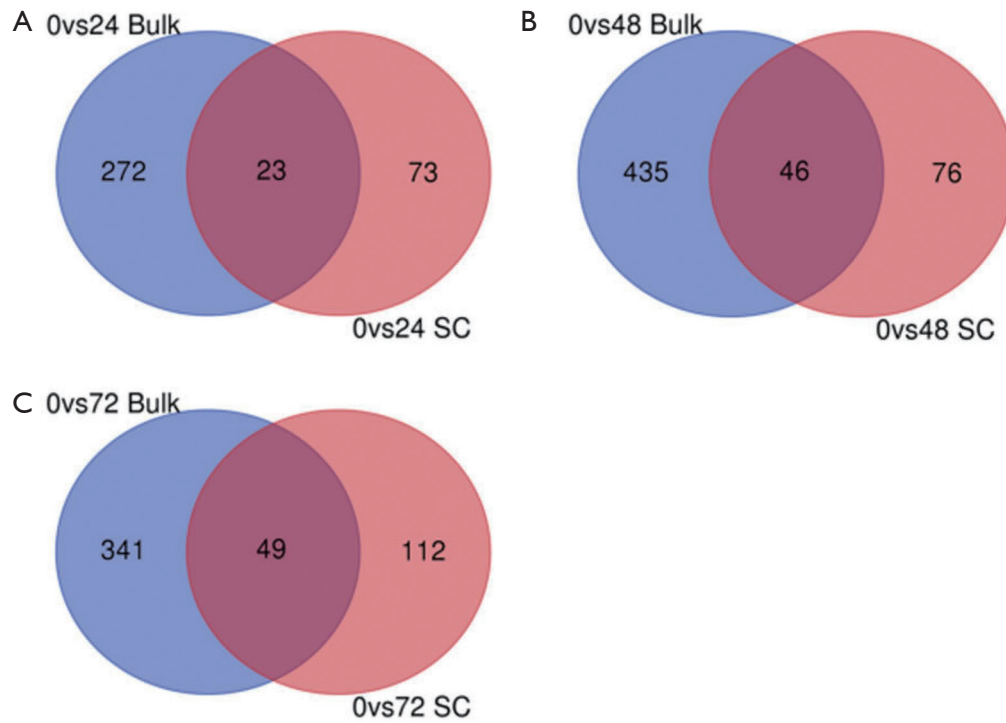 A 0vs24 Bulk
272 23 73
0vs24 SC
B 0vs48 Bulk
435 46 76
0vs48 SC
C 0vs72 Bulk
341 49 112
0vs72 SC